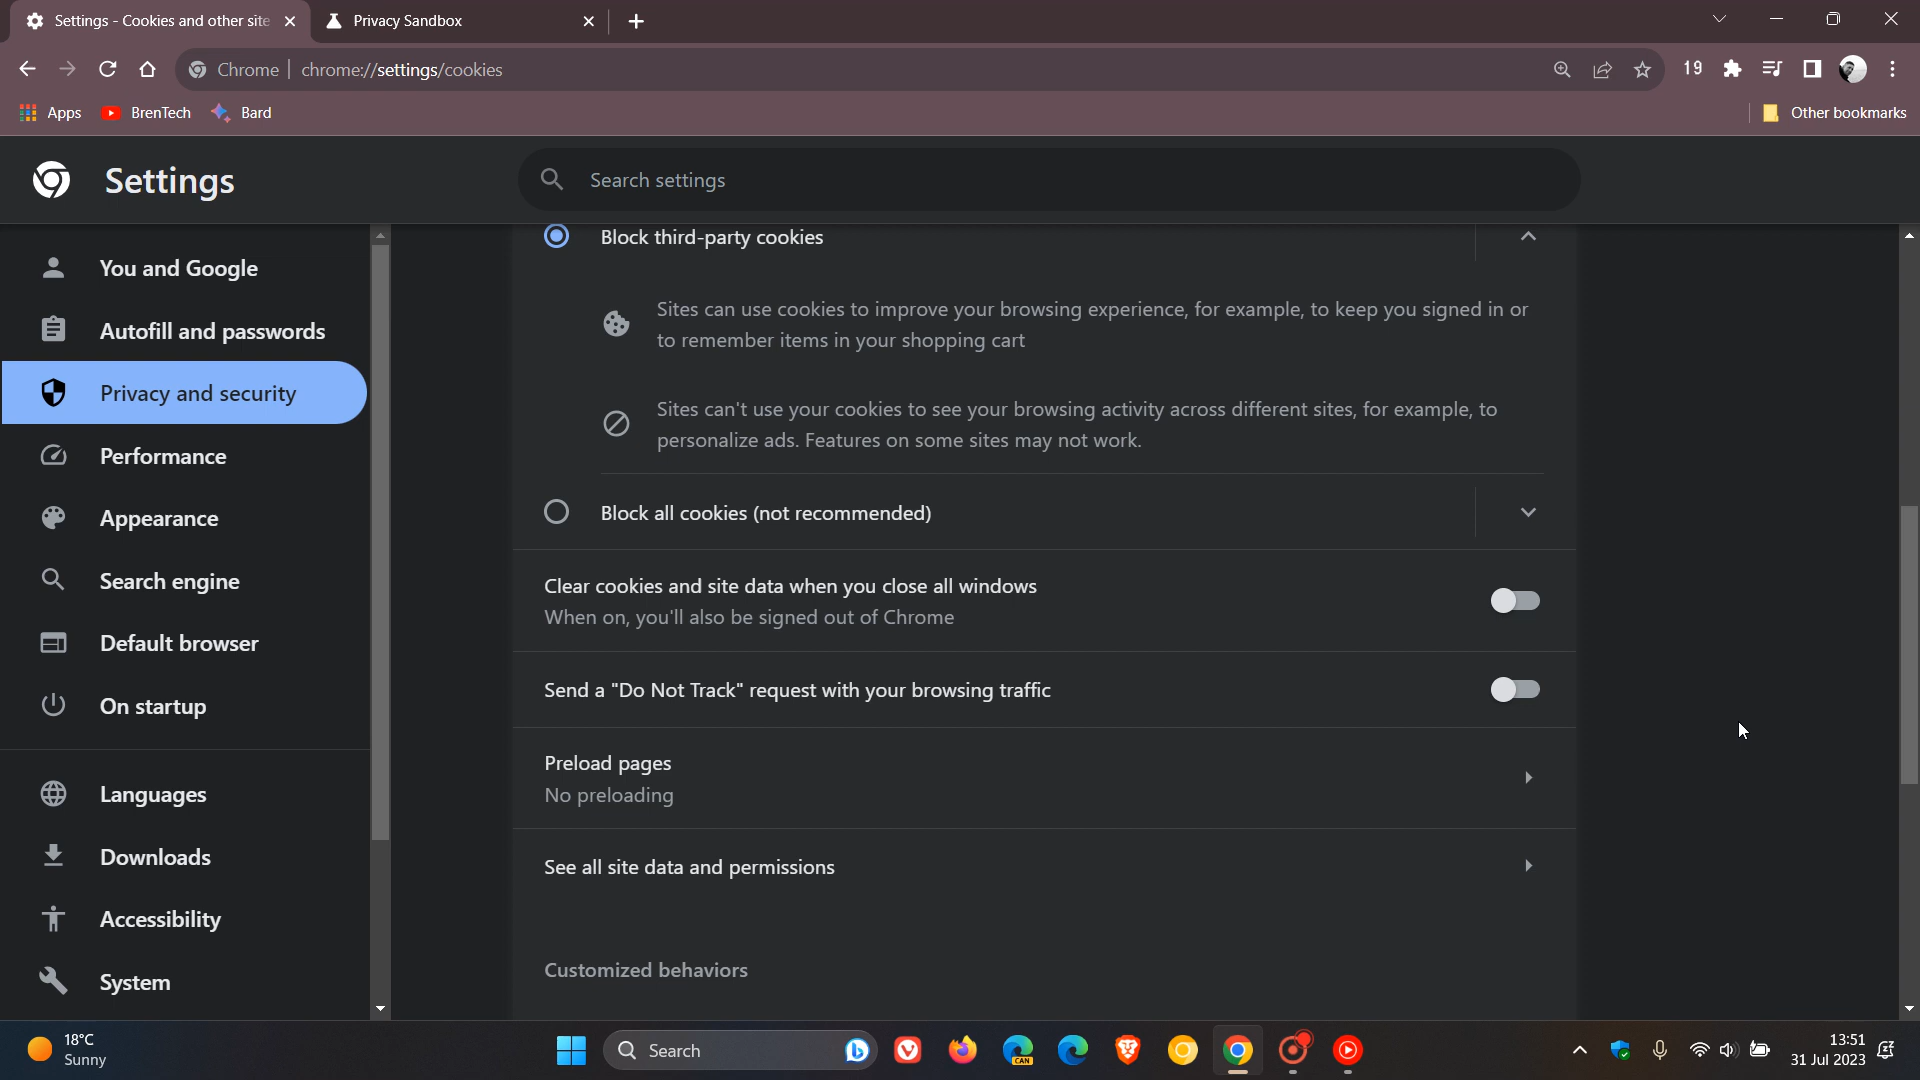 Settings - Cookies and other site
Privacy Sandbox
Chrome
chrome://settings/cookies
19
Apps
BrenTech
Bard
Other bookmarks
Settings
Search settings
You and Google
Autofill and passwords
Privacy and security
Performance
Appearance
Search engine
Default browser
On startup
Languages
Downloads
Accessibility
System
Block third-party cookies
Sites can use cookies to improve your browsing experience, for example, to keep you signed in or
to remember items in your shopping cart
Sites can't use your cookies to see your browsing activity across different sites, for example, to
personalize ads. Features on some sites may not work.
Block all cookies (not recommended)
Clear cookies and site data when you close all windows
When on, you'll also be signed out of Chrome
Send a "Do Not Track" request with your browsing traffic
Preload pages
No preloading
See all site data and permissions
Customized behaviors
18°C
Sunny
Search
CAN
13:51
31 Jul 2023